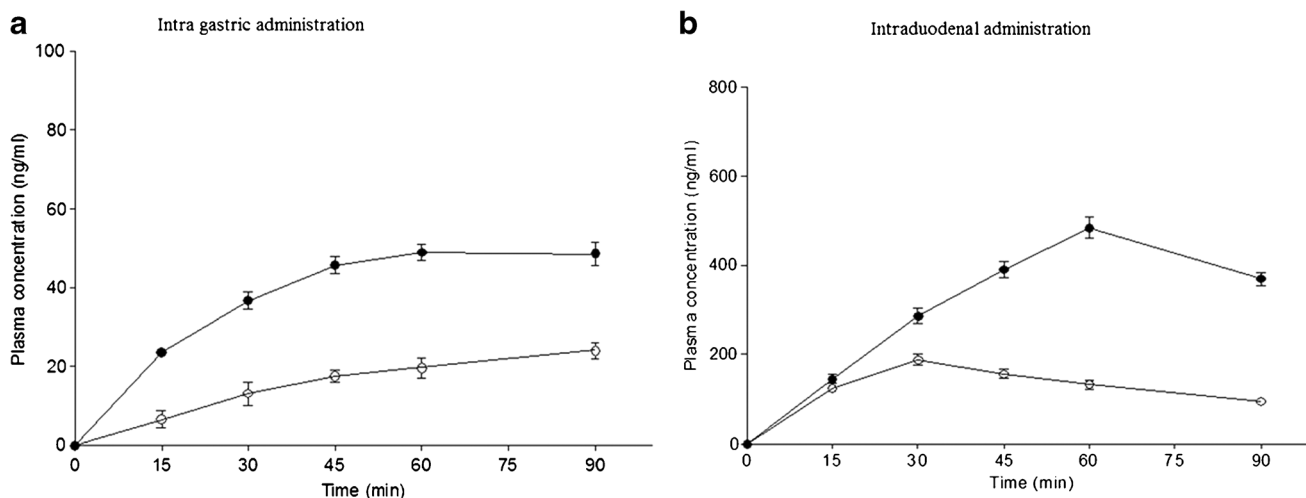 a
Intra gastric administration
100
80
60
40
20
0
Plasma concentration (ng/ml)
0 15 30 45 60 75 90
Time (min)
b
Intraduodenal administration
800
600
400
200
0
Plasma concentration (ng/ml)
0 15 30 45 60 75 90
Time (min)